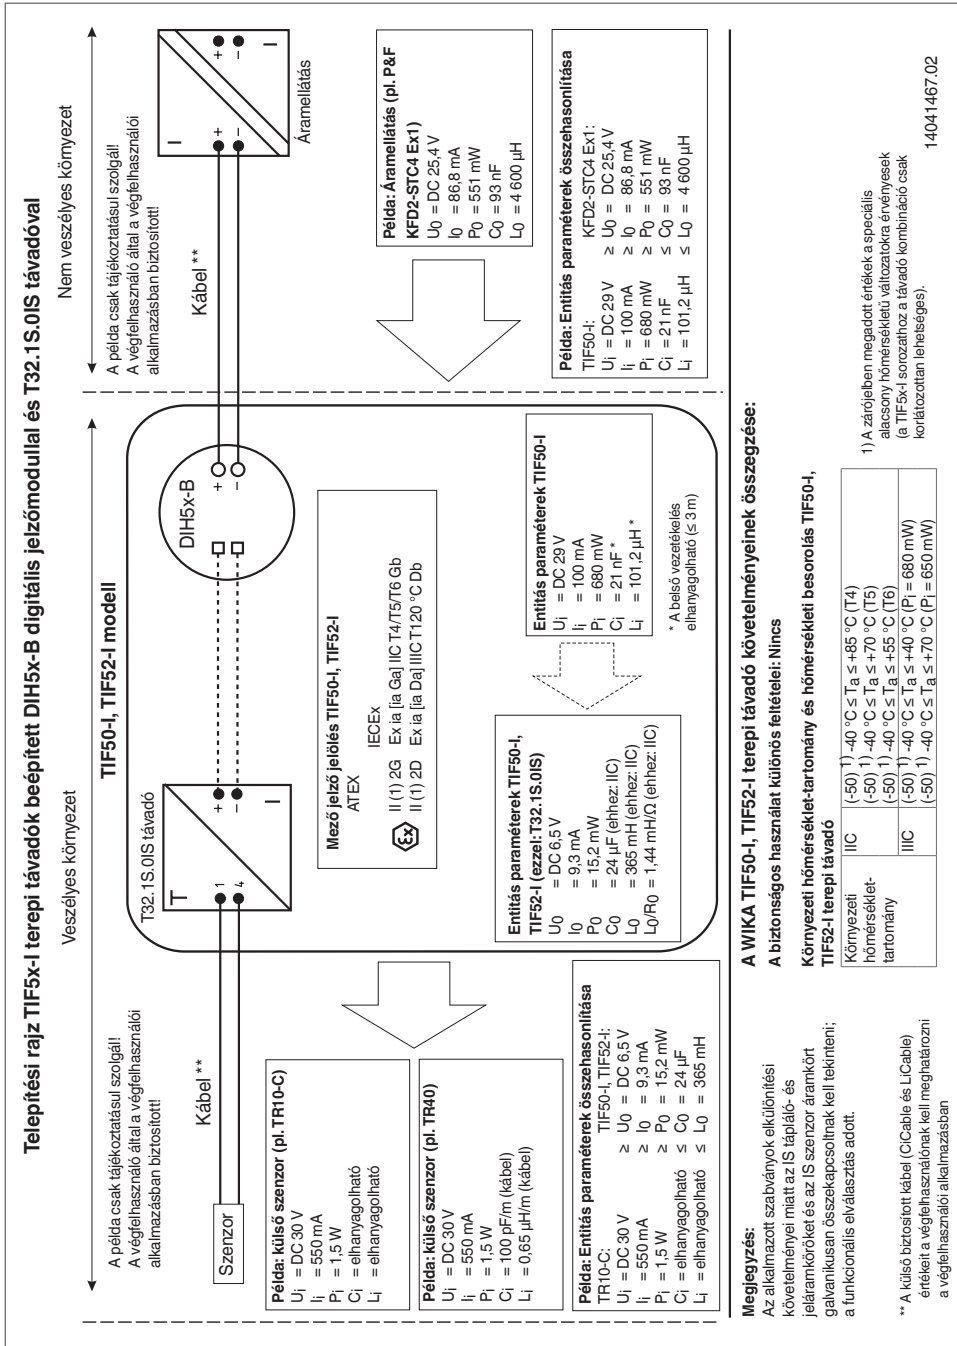 Telepítési rajz TIF5x-I terepi távadók beépített DIH5x-B digitális jelzőmodullal és T32.1S.0IS távadóval
Veszélyes környezet
Nem veszélyes környezet
A példa csak tájékoztatásul szolgál!
A végfelhasználó által a végfelhasználói
alkalmazásban biztosított!
Szenzor
Kábel **
TIF50-I, TIF52-I modell
T32.1S.0IS távadó
T
1
4
+
–
I
DIH5x-B
+
–
A példa csak tájékoztatásul szolgál!
A végfelhasználó által a végfelhasználói
alkalmazásban biztosított!
Kábel **
I
+
–
+
–
I
Áramellátás
Példa: külső szenzor (pl. TR10-C)
Ui = DC 30 V
Ii = 550 mA
Pi = 1,5 W
Ci = elhanyagolható
Li = elhanyagolható
Példa: külső szenzor (pl. TR40)
Ui = DC 30 V
Ii = 550 mA
Pi = 1,5 W
Ci = 100 pF/m (kábel)
Li = 0,65 µH/m (kábel)
Példa: Entitás paraméterek összehasonlítása
TR10-C: TIF50-I, TIF52-I:
Ui = DC 30 V ≥ U0 = DC 6,5 V
Ii = 550 mA ≥ I0 = 9,3 mA
Pi = 1,5 W ≥ P0 = 15,2 mW
Ci = elhanyagolható ≤ C0 = 24 µF
Li = elhanyagolható ≤ L0 = 365 mH
Mező jelző jelölés TIF50-I, TIF52-I
ATEX IECEx
II (1) 2G Ex ia [ia Ga] IIC T4/T5/T6 Gb
II (1) 2D Ex ia [ia Da] IIIC T120 °C Db
Entitás paraméterek TIF50-I,
TIF52-I (ezzel: T32.1S.0IS)
U0 = DC 6,5 V
I0 = 9,3 mA
P0 = 15,2 mW
C0 = 24 µF (ehhez: IIC)
L0 = 365 mH (ehhez: IIC)
L0/R0 = 1,44 mH/Ω (ehhez: IIC)
Entitás paraméterek TIF50-I
Ui = DC 29 V
Ii = 100 mA
Pi = 680 mW
Ci = 21 nF *
Li = 101,2 µH *
* A belső vezetékelés
elhanyagolható (≤ 3 m)
Példa: Áramellátás (pl. P&F
KFD2-STC4 Ex1)
U0 = DC 25,4 V
I0 = 86,8 mA
P0 = 551 mW
C0 = 93 nF
L0 = 4 600 µH
Példa: Entitás paraméterek összehasonlítása
TIF50-I: KFD2-STC4 Ex1:
Ui = DC 29 V ≥ U0 = DC 25,4 V
Ii = 100 mA ≥ I0 = 86,8 mA
Pi = 680 mW ≥ P0 = 551 mW
Ci = 21 nF ≤ C0 = 93 nF
Li = 101,2 µH ≤ L0 = 4 600 µH
Megjegyzés:
Az alkalmazott szabványok elkülönítési
követelményei miatt az IS tápláló- és
jeláramköröket és az IS szenzor áramkört
galvanikusan összekapcsoltnak kell tekinteni;
a funkcionális elválasztás adott.
** A külső biztosított kábel (CiCable és LiCable)
értékeit a végfelhasználónak kell meghatározni
a végfelhasználói alkalmazásban
A WIKA TIF50-I, TIF52-I terepi távadó követelményeinek összegzése:
A biztonságos használat különös feltételei: Nincs
Környezeti hőmérséklet-tartomány és hőmérsékleti besorolás TIF50-I,
TIF52-I terepi távadó
Környezeti
hőmérséklet-
tartomány
IIC (-50) 1) -40 °C ≤ Ta ≤ +85 °C (T4)
(-50) 1) -40 °C ≤ Ta ≤ +70 °C (T5)
(-50) 1) -40 °C ≤ Ta ≤ +55 °C (T6)
IIIC (-50) 1) -40 °C ≤ Ta ≤ +40 °C (Pi = 680 mW)
(-50) 1) -40 °C ≤ Ta ≤ +70 °C (Pi = 650 mW)
1) A zárójelben megadott értékek a speciális
alacsony hőmérsékletű változatokra érvényesek
(a TIF5x-I sorozathoz a távadó kombináció csak
korlátozottan lehetséges).
14041467.02